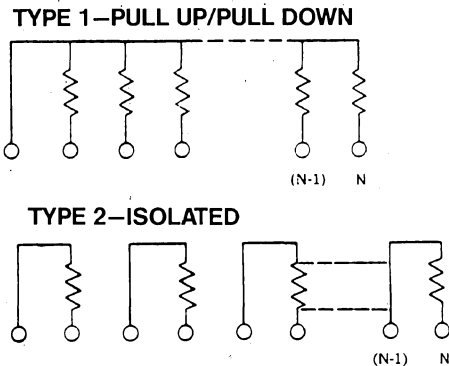 TYPE 1—PULL UP/PULL DOWN
(N-1) N
TYPE 2—ISOLATED
(N-1) N